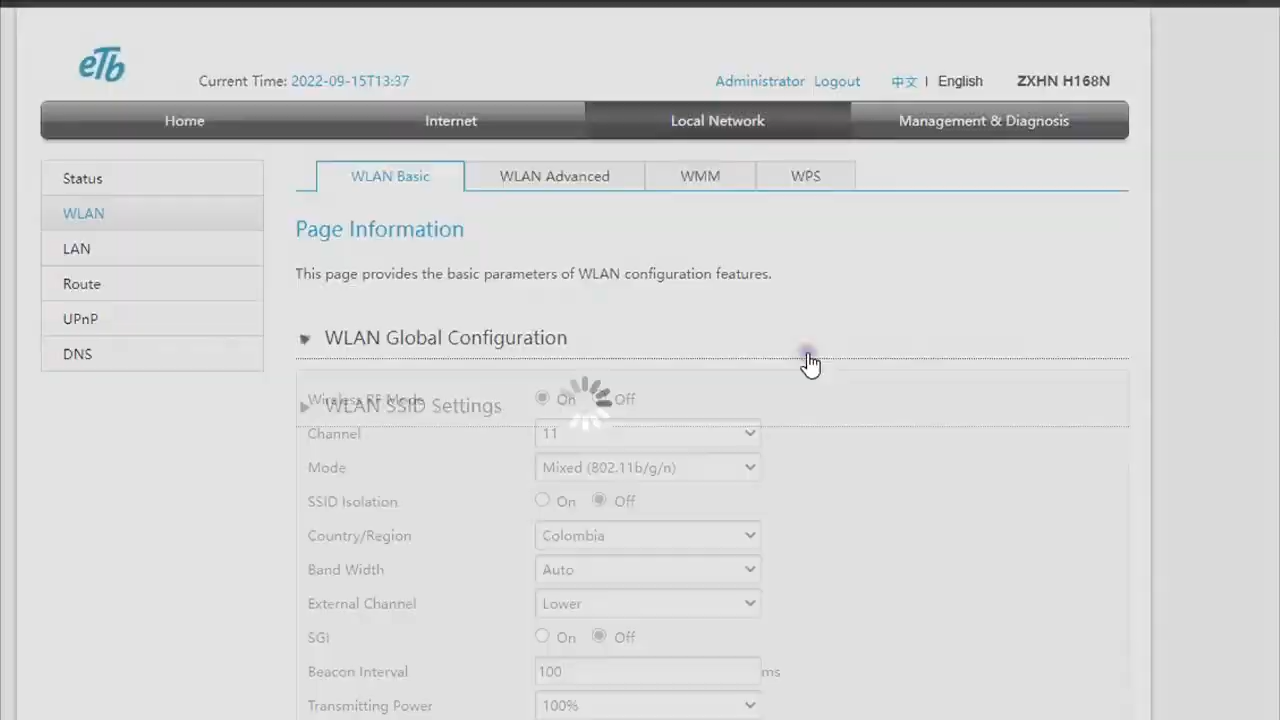 eTb
Current Time: 2022-09-15T13:37
Administrator Logout 中文 | English ZXHN H168N
Home Internet Local Network Management & Diagnosis
Status
WLAN
LAN
Route
UPnP
DNS
WLAN Basic WLAN Advanced WMM WPS
Page Information
This page provides the basic parameters of WLAN configuration features.
WLAN Global Configuration
Wireless RF Mode On Off
WLAN SSID Settings
Channel 11
Mode Mixed (802.11b/g/n)
SSID Isolation On Off
Country/Region Colombia
Band Width Auto
External Channel Lower
SGI On Off
Beacon Interval 100 ms
Transmitting Power 100%